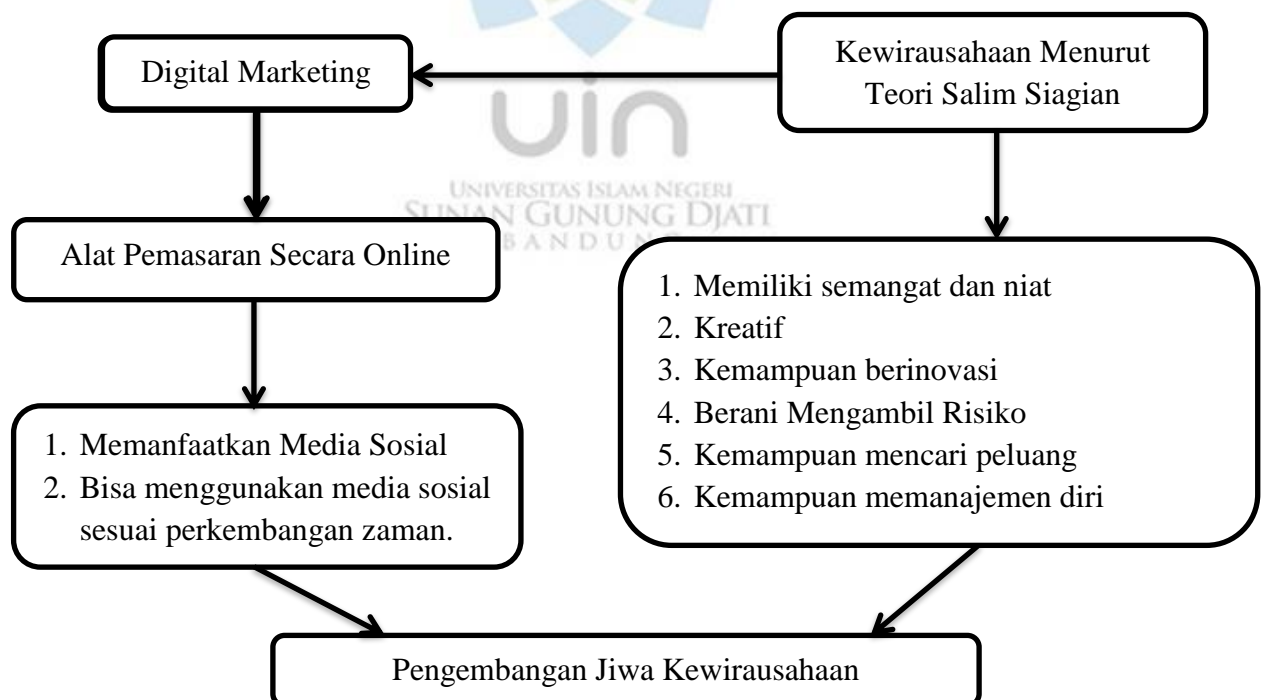 Digital Marketing
Kewirausahaan Menurut
Teori Salim Siagian
uin
UNIVERSITAS ISLAM NEGERI
SUNAN GUNUNG DJATI
Alat Pemasaran Secara Online
1. Memiliki semangat dan niat
2. Kreatif
3. Kemampuan berinovasi
4. Berani Mengambil Risiko
5. Kemampuan mencari peluang
6. Kemampuan memanajemen diri
1. Memanfaatkan Media Sosial
2. Bisa menggunakan media sosial
sesuai perkembangan zaman.
Pengembangan Jiwa Kewirausahaan